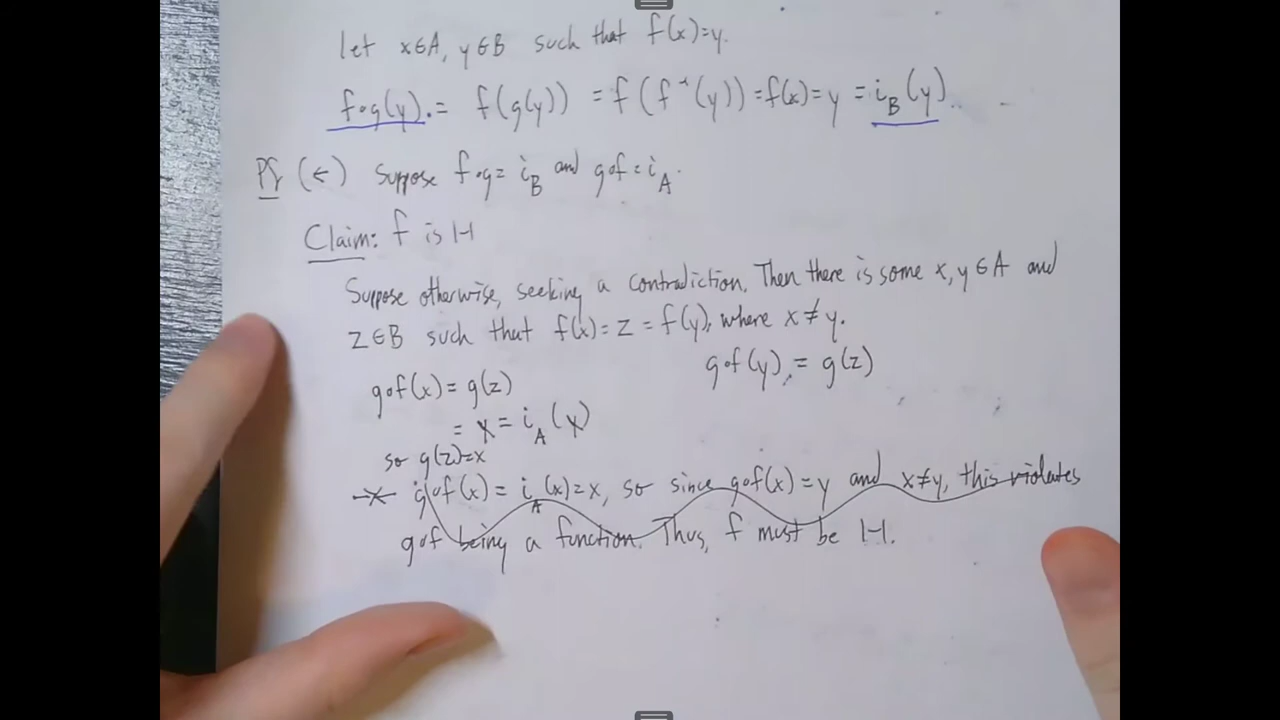 let x∈A, y∈B such that f(x)=y.
f∘g(y) = f(g(y)) = f(f⁻¹(y)) = f(x) = y = i_B(y)
Pf (←) Suppose f∘g = i_B and g∘f = i_A.
Claim: f is 1-1
Suppose otherwise, seeking a contradiction. Then there is some x, y ∈ A and
z∈B such that f(x) = z = f(y), where x ≠ y.
g∘f(x) = g(z)
g∘f(y) = g(z)
= x = i_A(x)
so g(z)=x
g∘f(x) = i_A(x) = x, so since g∘f(x) = y and x≠y, this violates
g∘f being a function. Thus, f must be 1-1.